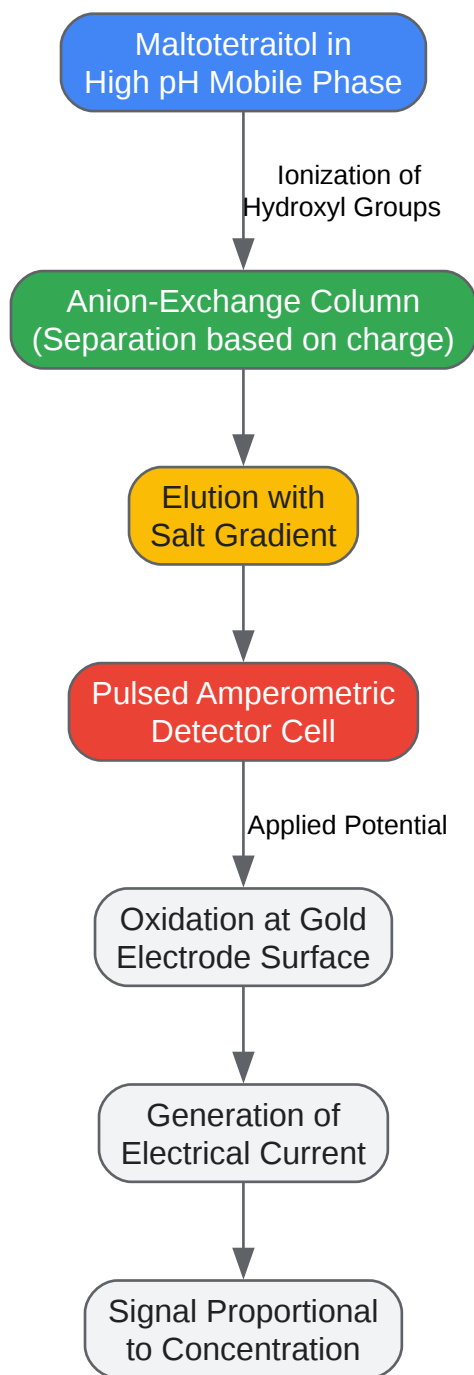 Maltotetraitol in
High pH Mobile Phase
Ionization of
Hydroxyl Groups
Anion-Exchange Column
(Separation based on charge)
Elution with
Salt Gradient
Pulsed Amperometric
Detector Cell
Applied Potential
Oxidation at Gold
Electrode Surface
Generation of
Electrical Current
Signal Proportional
to Concentration